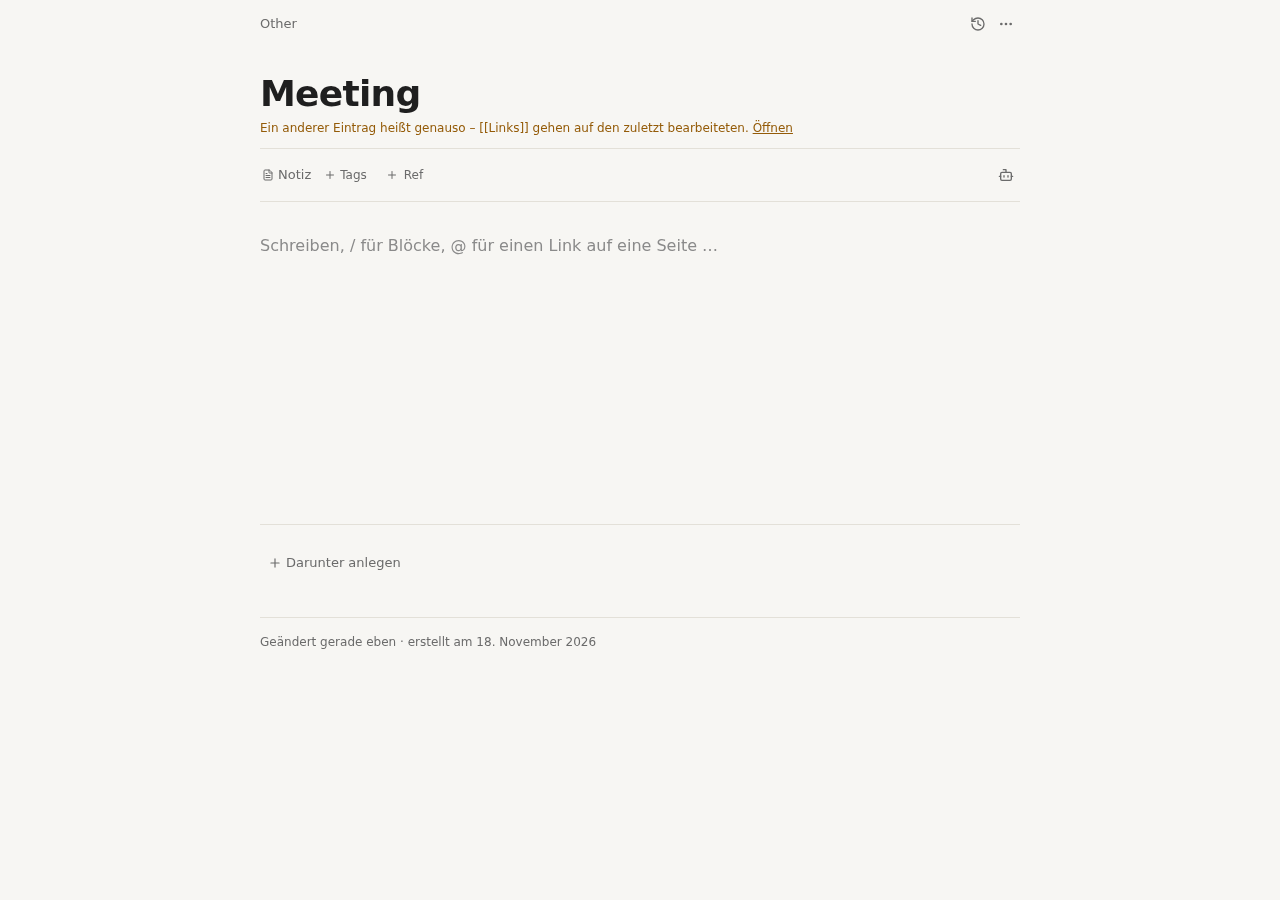 Other
Meeting
Ein anderer Eintrag heißt genauso – [[Links]] gehen auf den zuletzt bearbeiteten. Öffnen
Notiz + Tags + Ref
Schreiben, / für Blöcke, @ für einen Link auf eine Seite …
+ Darunter anlegen
Geändert gerade eben · erstellt am 18. November 2026